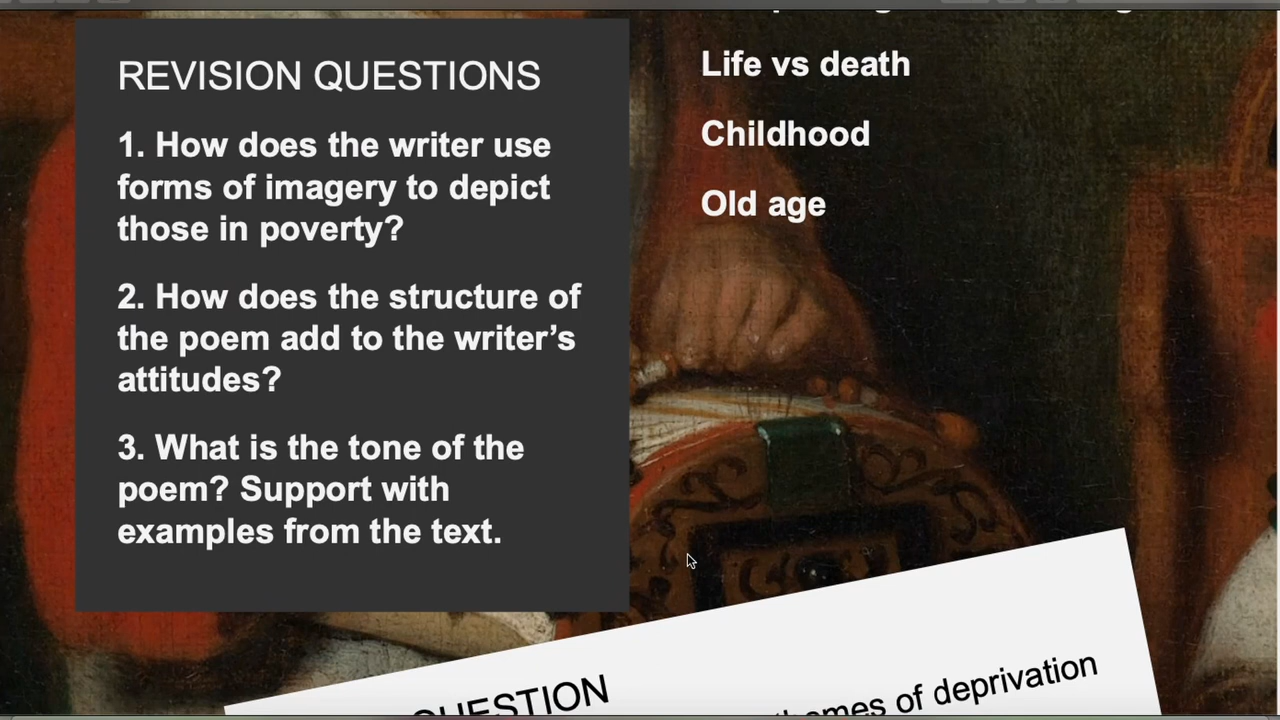 REVISION QUESTIONS
1. How does the writer use
forms of imagery to depict
those in poverty?
2. How does the structure of
the poem add to the writer’s
attitudes?
3. What is the tone of the
poem? Support with
examples from the text.
Life vs death
Childhood
Old age
QUESTION
themes of deprivation